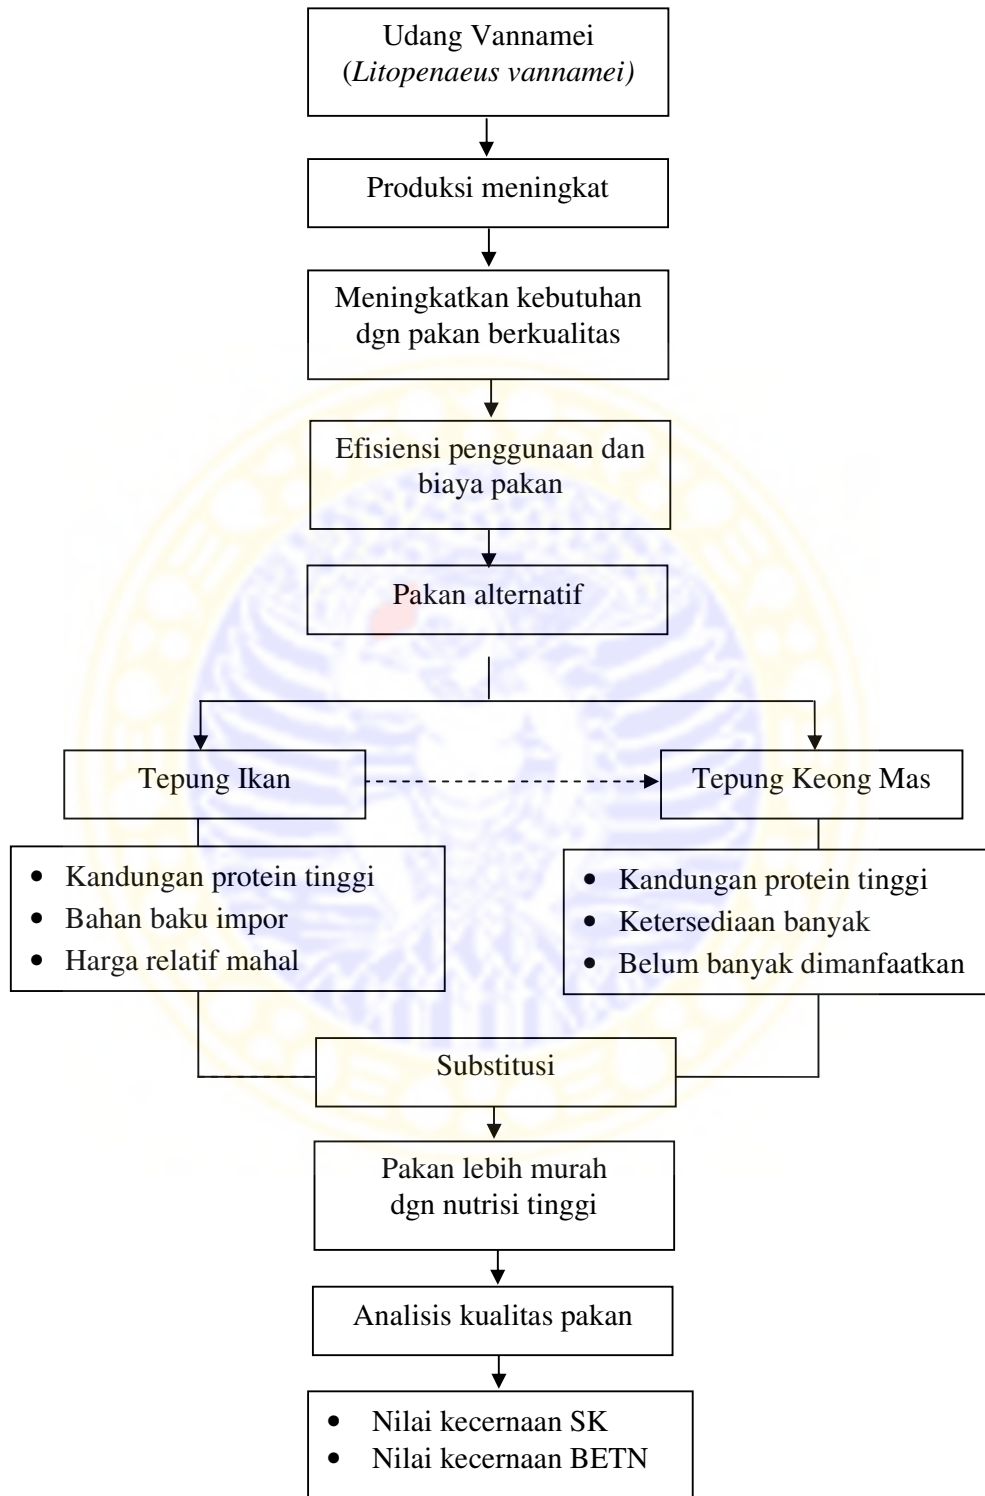 Udang Vannamei
(Litopenaeus vannamei)
Produksi meningkat
Meningkatkan kebutuhan
dgn pakan berkualitas
Efisiensi penggunaan dan
biaya pakan
Pakan alternatif
Tepung Ikan
Tepung Keong Mas
• Kandungan protein tinggi
• Bahan baku impor
• Harga relatif mahal
• Kandungan protein tinggi
• Ketersediaan banyak
• Belum banyak dimanfaatkan
Substitusi
Pakan lebih murah
dgn nutrisi tinggi
Analisis kualitas pakan
• Nilai kecernaan SK
• Nilai kecernaan BETN